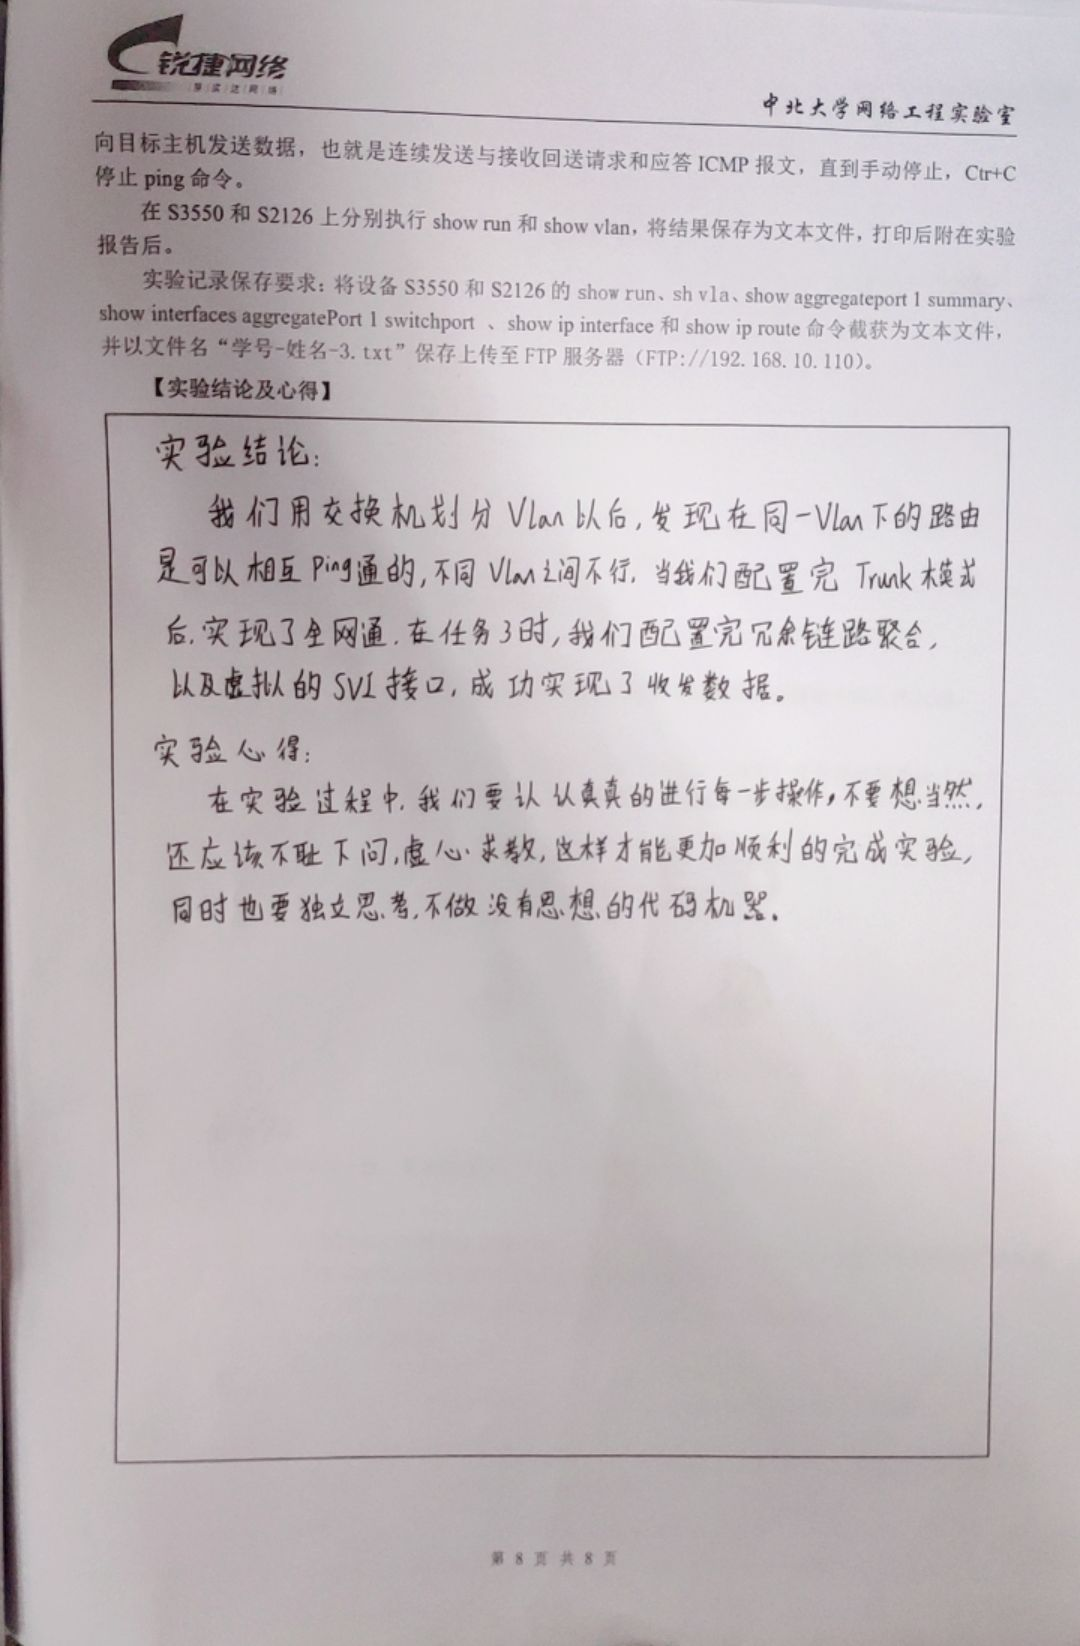 锐捷网络
中北大学网络工程实验室
向目标主机发送数据，也就是连续发送与接收回送请求和应答 ICMP 报文，直到手动停止，Ctr+C
停止 ping 命令。
在 S3550 和 S2126 上分别执行 show run 和 show vlan，将结果保存为文本文件，打印后附在实验
报告后。
实验记录保存要求：将设备 S3550 和 S2126 的 show run、sh vla、show aggregateport 1 summary、
show interfaces aggregatePort 1 switchport 、show ip interface 和 show ip route 命令截获为文本文件，
并以文件名“学号-姓名-3.txt”保存上传至 FTP 服务器（FTP://192.168.10.110）。
【实验结论及心得】
实验结论：
我们用交换机划分 Vlan 以后，发现在同一Vlan下的路由
是可以相互Ping通的，不同 Vlan之间不行．当我们配置完 Trunk模式
后．实现了全网通．在任务3时，我们配置完冗余链路聚合，
以及虚拟的 SVI 接口，成功实现了收发数据。
实验心得：
在实验过程中．我们要认认真真的进行每一步操作，不要想当然，
还应该不耻下问，虚心求教，这样才能更加顺利的完成实验，
同时也要独立思考，不做没有思想的代码机器．
第 8 页 共 8 页